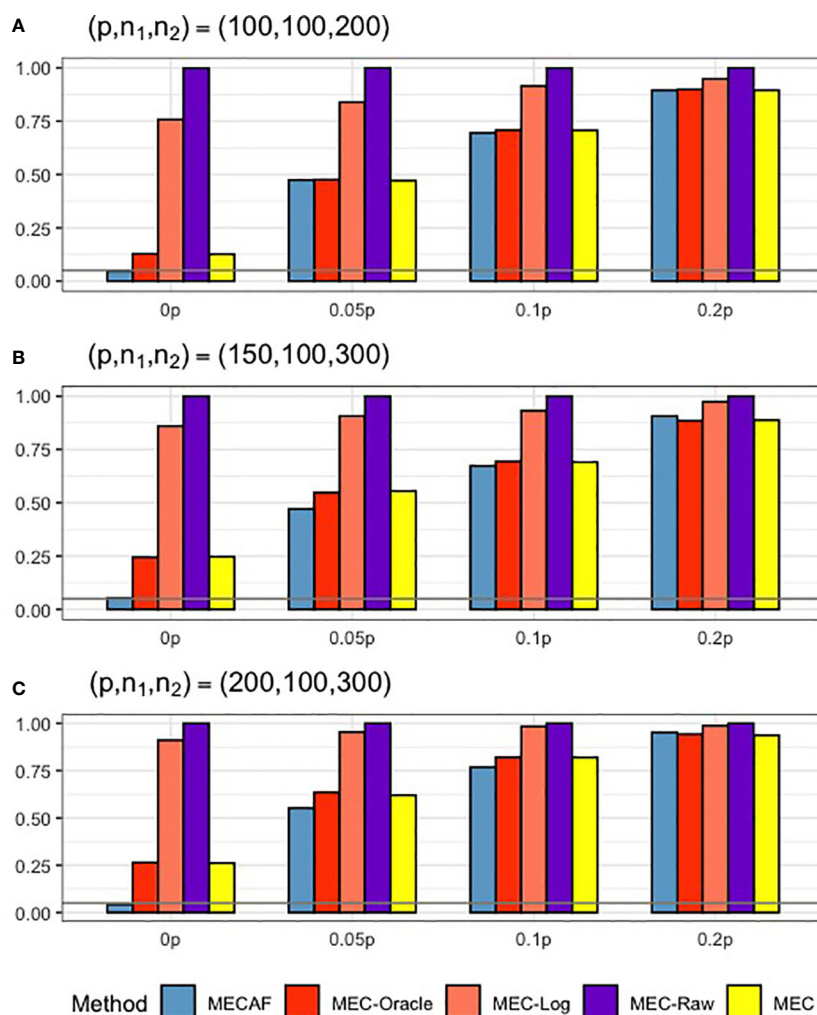 A
(p,n₁,n₂) = (100,100,200)
1.00
0.75
0.50
0.25
0.00
0p 0.05p 0.1p 0.2p
B
(p,n₁,n₂) = (150,100,300)
1.00
0.75
0.50
0.25
0.00
0p 0.05p 0.1p 0.2p
C
(p,n₁,n₂) = (200,100,300)
1.00
0.75
0.50
0.25
0.00
0p 0.05p 0.1p 0.2p
Method MECAF MEC-Oracle MEC-Log MEC-Raw MEC